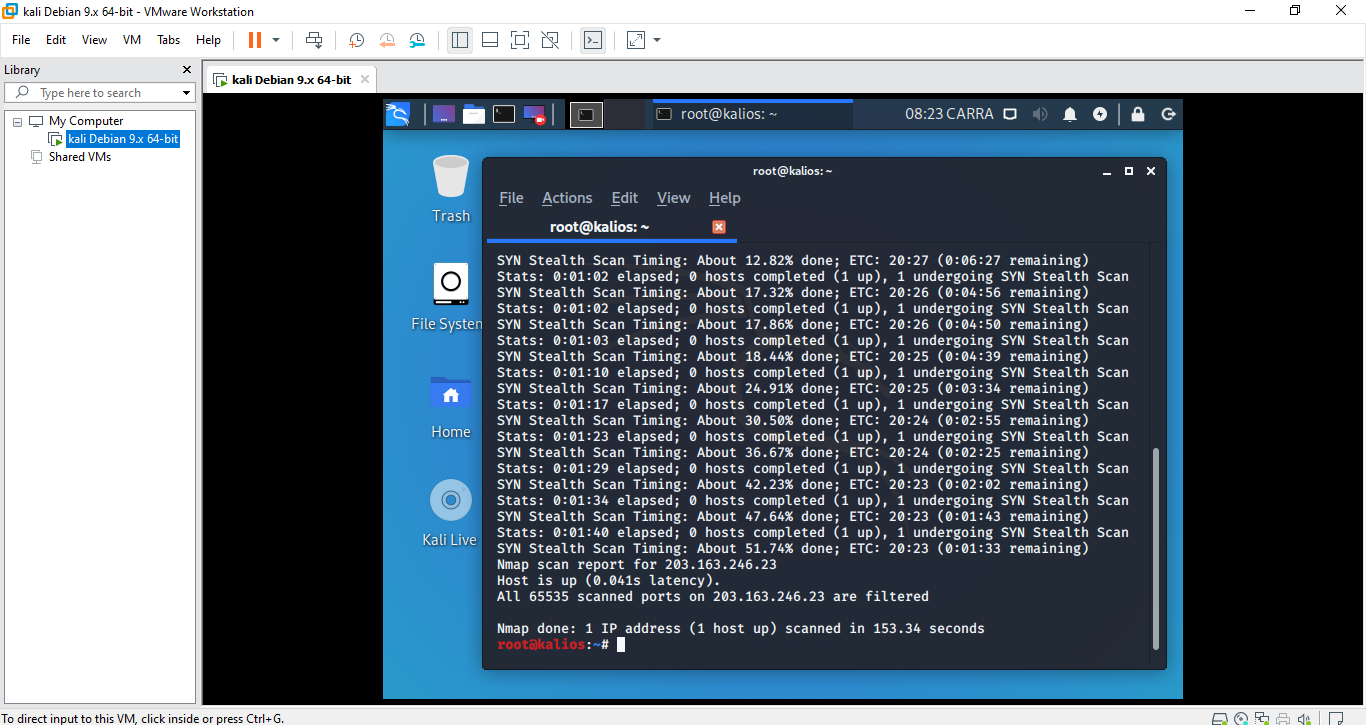 kali Debian 9.x 64-bit - VMware Workstation
File Edit View VM Tabs Help
Library
Type here to search
My Computer
kali Debian 9.x 64-bit
Shared VMs
kali Debian 9.x 64-bit
root@kalios: ~
08:23 CARRA
Trash
File System
Home
Kali Live
root@kalios: ~
File Actions Edit View Help
root@kalios: ~
SYN Stealth Scan Timing: About 12.82% done; ETC: 20:27 (0:06:27 remaining)
Stats: 0:01:02 elapsed; 0 hosts completed (1 up), 1 undergoing SYN Stealth Scan
SYN Stealth Scan Timing: About 17.32% done; ETC: 20:26 (0:04:56 remaining)
Stats: 0:01:02 elapsed; 0 hosts completed (1 up), 1 undergoing SYN Stealth Scan
SYN Stealth Scan Timing: About 17.86% done; ETC: 20:26 (0:04:50 remaining)
Stats: 0:01:03 elapsed; 0 hosts completed (1 up), 1 undergoing SYN Stealth Scan
SYN Stealth Scan Timing: About 18.44% done; ETC: 20:25 (0:04:39 remaining)
Stats: 0:01:10 elapsed; 0 hosts completed (1 up), 1 undergoing SYN Stealth Scan
SYN Stealth Scan Timing: About 24.91% done; ETC: 20:25 (0:03:34 remaining)
Stats: 0:01:17 elapsed; 0 hosts completed (1 up), 1 undergoing SYN Stealth Scan
SYN Stealth Scan Timing: About 30.50% done; ETC: 20:24 (0:02:55 remaining)
Stats: 0:01:23 elapsed; 0 hosts completed (1 up), 1 undergoing SYN Stealth Scan
SYN Stealth Scan Timing: About 36.67% done; ETC: 20:24 (0:02:25 remaining)
Stats: 0:01:29 elapsed; 0 hosts completed (1 up), 1 undergoing SYN Stealth Scan
SYN Stealth Scan Timing: About 42.23% done; ETC: 20:23 (0:02:02 remaining)
Stats: 0:01:34 elapsed; 0 hosts completed (1 up), 1 undergoing SYN Stealth Scan
SYN Stealth Scan Timing: About 47.64% done; ETC: 20:23 (0:01:43 remaining)
Stats: 0:01:40 elapsed; 0 hosts completed (1 up), 1 undergoing SYN Stealth Scan
SYN Stealth Scan Timing: About 51.74% done; ETC: 20:23 (0:01:33 remaining)
Nmap scan report for 203.163.246.23
Host is up (0.041s latency).
All 65535 scanned ports on 203.163.246.23 are filtered
Nmap done: 1 IP address (1 host up) scanned in 153.34 seconds
root@kalios:~#
To direct input to this VM, click inside or press Ctrl+G.